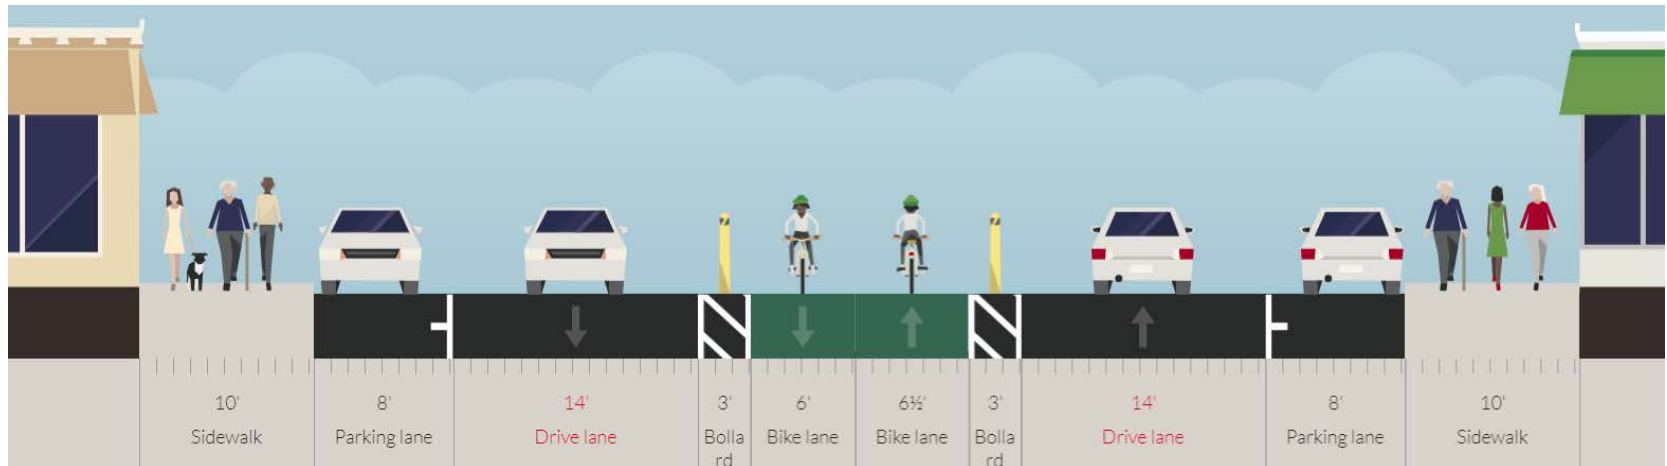 10' 8' 14' 3' 6' 6½' 3' 14' 8' 10'
Sidewalk Parking lane Drive lane Bolla Bike lane Bike lane Bolla Drive lane Parking lane Sidewalk
rd rd